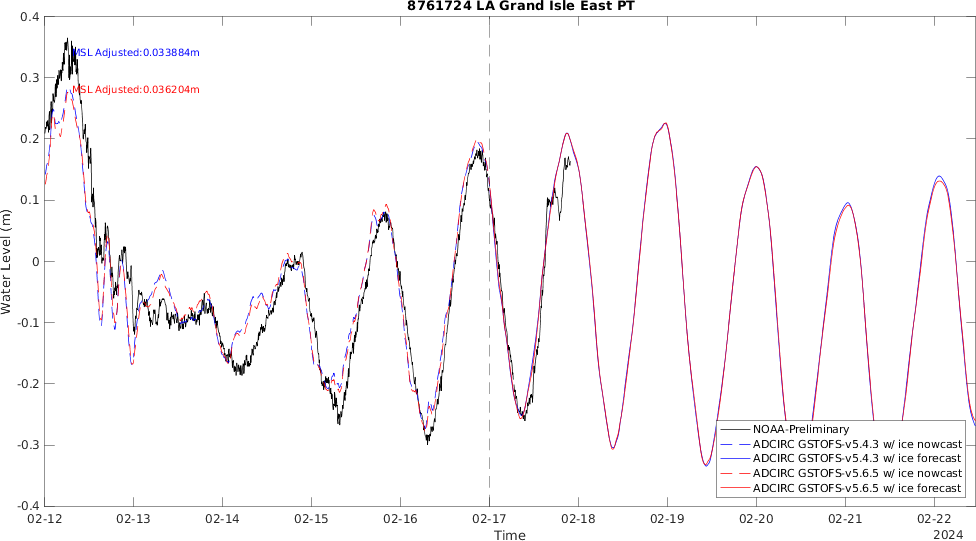 8761724 LA Grand Isle East PT
MSL Adjusted:0.033884m
MSL Adjusted:0.036204m
Water Level (m)
0.4
0.3
0.2
0.1
0
-0.1
-0.2
-0.3
-0.4
NOAA-Preliminary
ADCIRC GSTOFS-v5.4.3 w/ ice nowcast
ADCIRC GSTOFS-v5.4.3 w/ ice forecast
ADCIRC GSTOFS-v5.6.5 w/ ice nowcast
ADCIRC GSTOFS-v5.6.5 w/ ice forecast
02-12 02-13 02-14 02-15 02-16 02-17 02-18 02-19 02-20 02-21 02-22
Time
2024